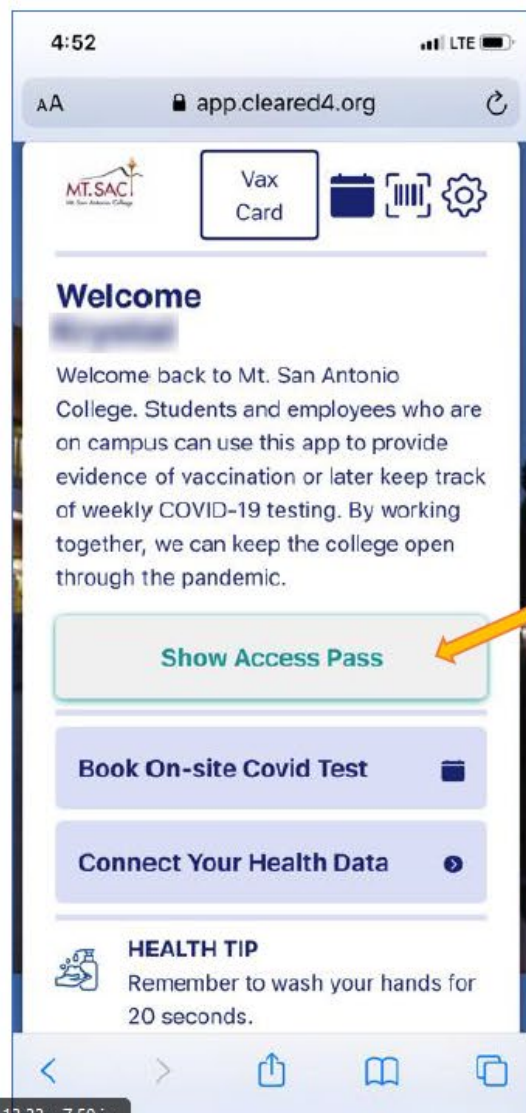 4:52
LTE
AA app.cleared4.org
MT.SAC
Mt. San Antonio College
Vax
Card
Welcome
Welcome back to Mt. San Antonio
College. Students and employees who are
on campus can use this app to provide
evidence of vaccination or later keep track
of weekly COVID-19 testing. By working
together, we can keep the college open
through the pandemic.
Show Access Pass
Book On-site Covid Test
Connect Your Health Data
HEALTH TIP
Remember to wash your hands for
20 seconds.